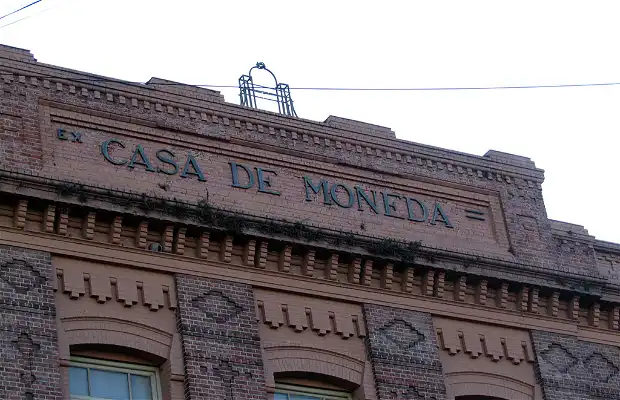 EX CASA DE MONEDA =